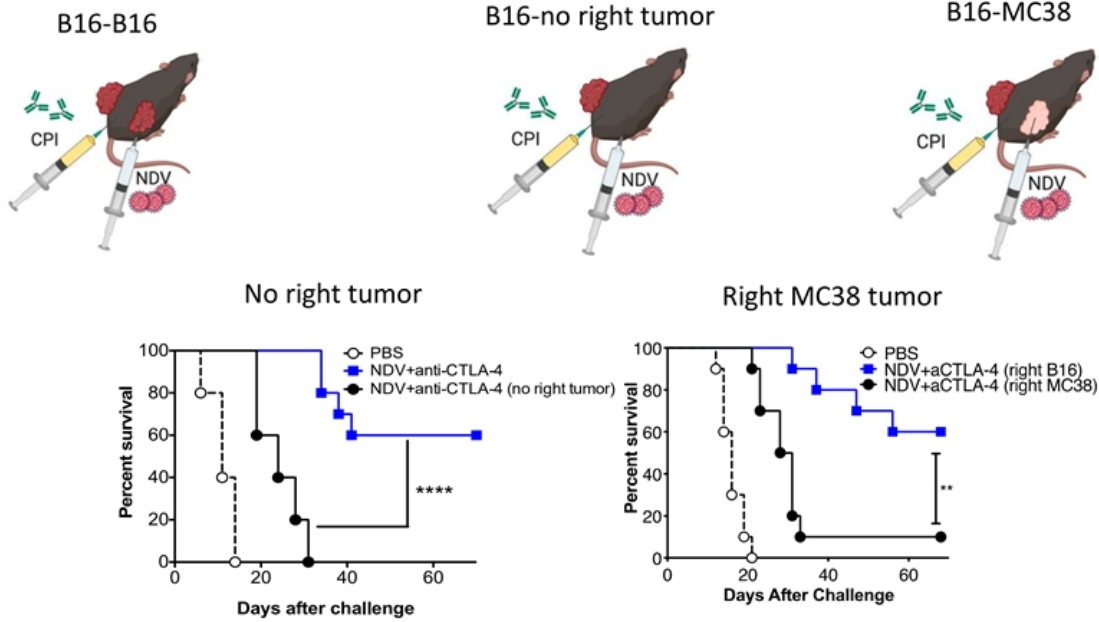 B16-B16
B16-no right tumor
B16-MC38
CPI
NDV
CPI
NDV
CPI
NDV
No right tumor
PBS
NDV+anti-CTLA-4
NDV+anti-CTLA-4 (no right tumor)
Percent survival
100
80
60
40
20
0
****
0
20
40
60
Days after challenge
Right MC38 tumor
PBS
NDV+aCTLA-4 (right B16)
NDV+aCTLA-4 (right MC38)
Percent survival
100
80
60
40
20
0
**
0
20
40
60
Days After Challenge